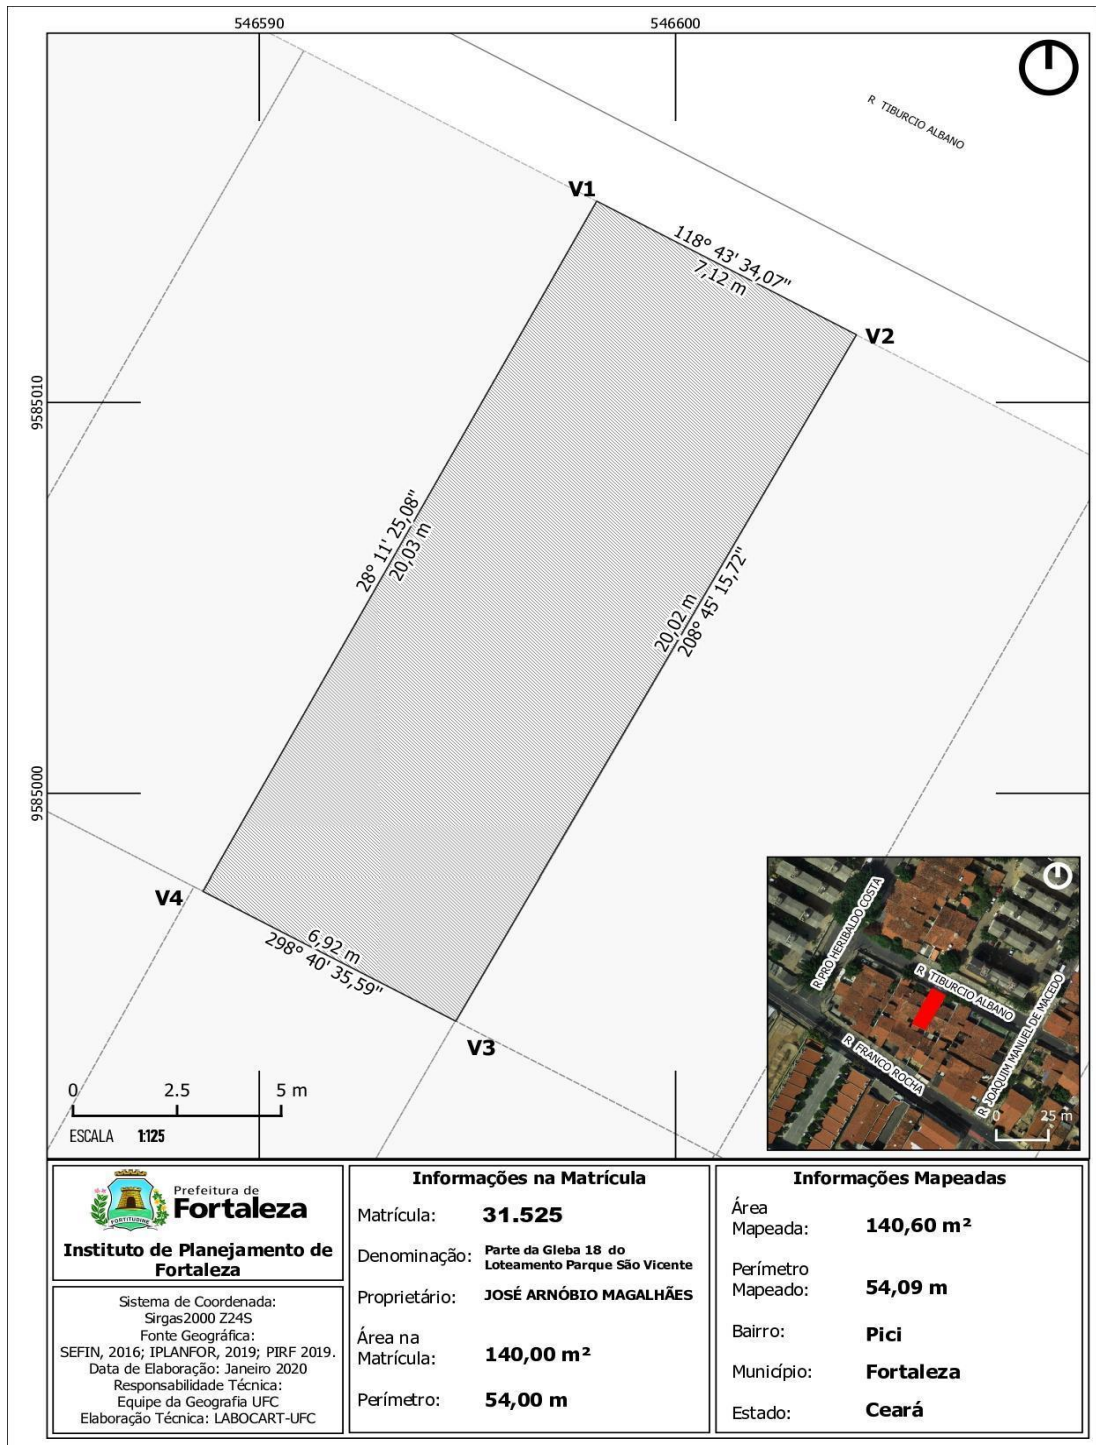 546590
546600
R TIBURCIO ALBANO
V1
118° 43' 34,07"
7,12 m
V2
9585010
28° 11' 25,08"
20,03 m
20,02 m
208° 45' 15,72"
9585000
V4
6,92 m
298° 40' 35,59"
V3
0 2.5 5 m
ESCALA 1:125
R PRO HERIBALDO COSTA
R TIBURCIO ALBANO
R JOAQUIM MANUEL DE MACEDO
R FRANCO ROCHA
0 25 m
FORTITUDINE
Prefeitura de
Fortaleza
Instituto de Planejamento de
Fortaleza
Sistema de Coordenada:
Sirgas2000 Z24S
Fonte Geográfica:
SEFIN, 2016; IPLANFOR, 2019; PIRF 2019.
Data de Elaboração: Janeiro 2020
Responsabilidade Técnica:
Equipe da Geografia UFC
Elaboração Técnica: LABOCART-UFC
Informações na Matrícula
Matrícula: 31.525
Denominação: Parte da Gleba 18 do
Loteamento Parque São Vicente
Proprietário: JOSÉ ARNÓBIO MAGALHÃES
Área na
Matrícula: 140,00 m²
Perímetro: 54,00 m
Informações Mapeadas
Área
Mapeada: 140,60 m²
Perímetro
Mapeado: 54,09 m
Bairro: Pici
Município: Fortaleza
Estado: Ceará